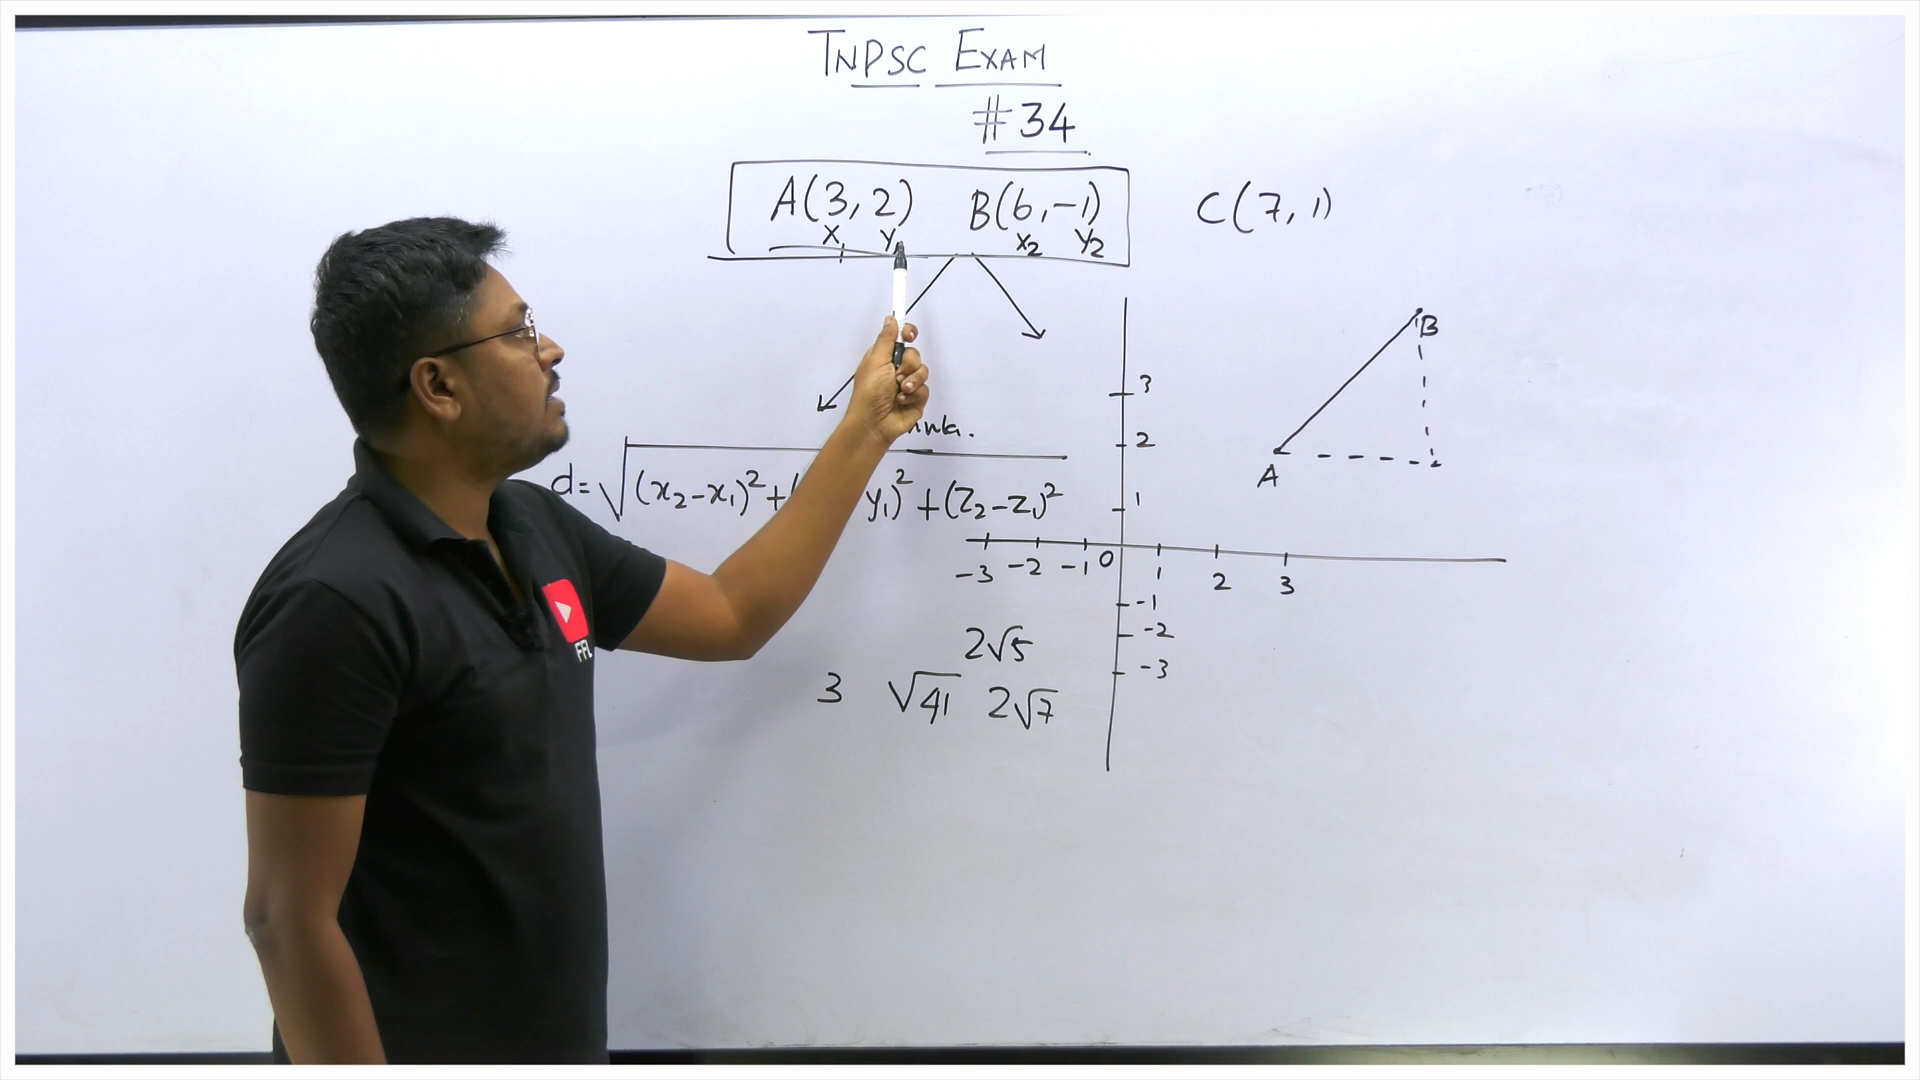 TNPSC EXAM
#34
A(3, 2) B(6, -1) C(7, 1)
x1 y1 x2 y2
B
A
3
2
1
d= √(x2-x1)²+( y1)²+(z2-z1)²
-3 -2 -1 0 1 2 3
-1
-2
-3
2√5
3 √41 2√7
FFL